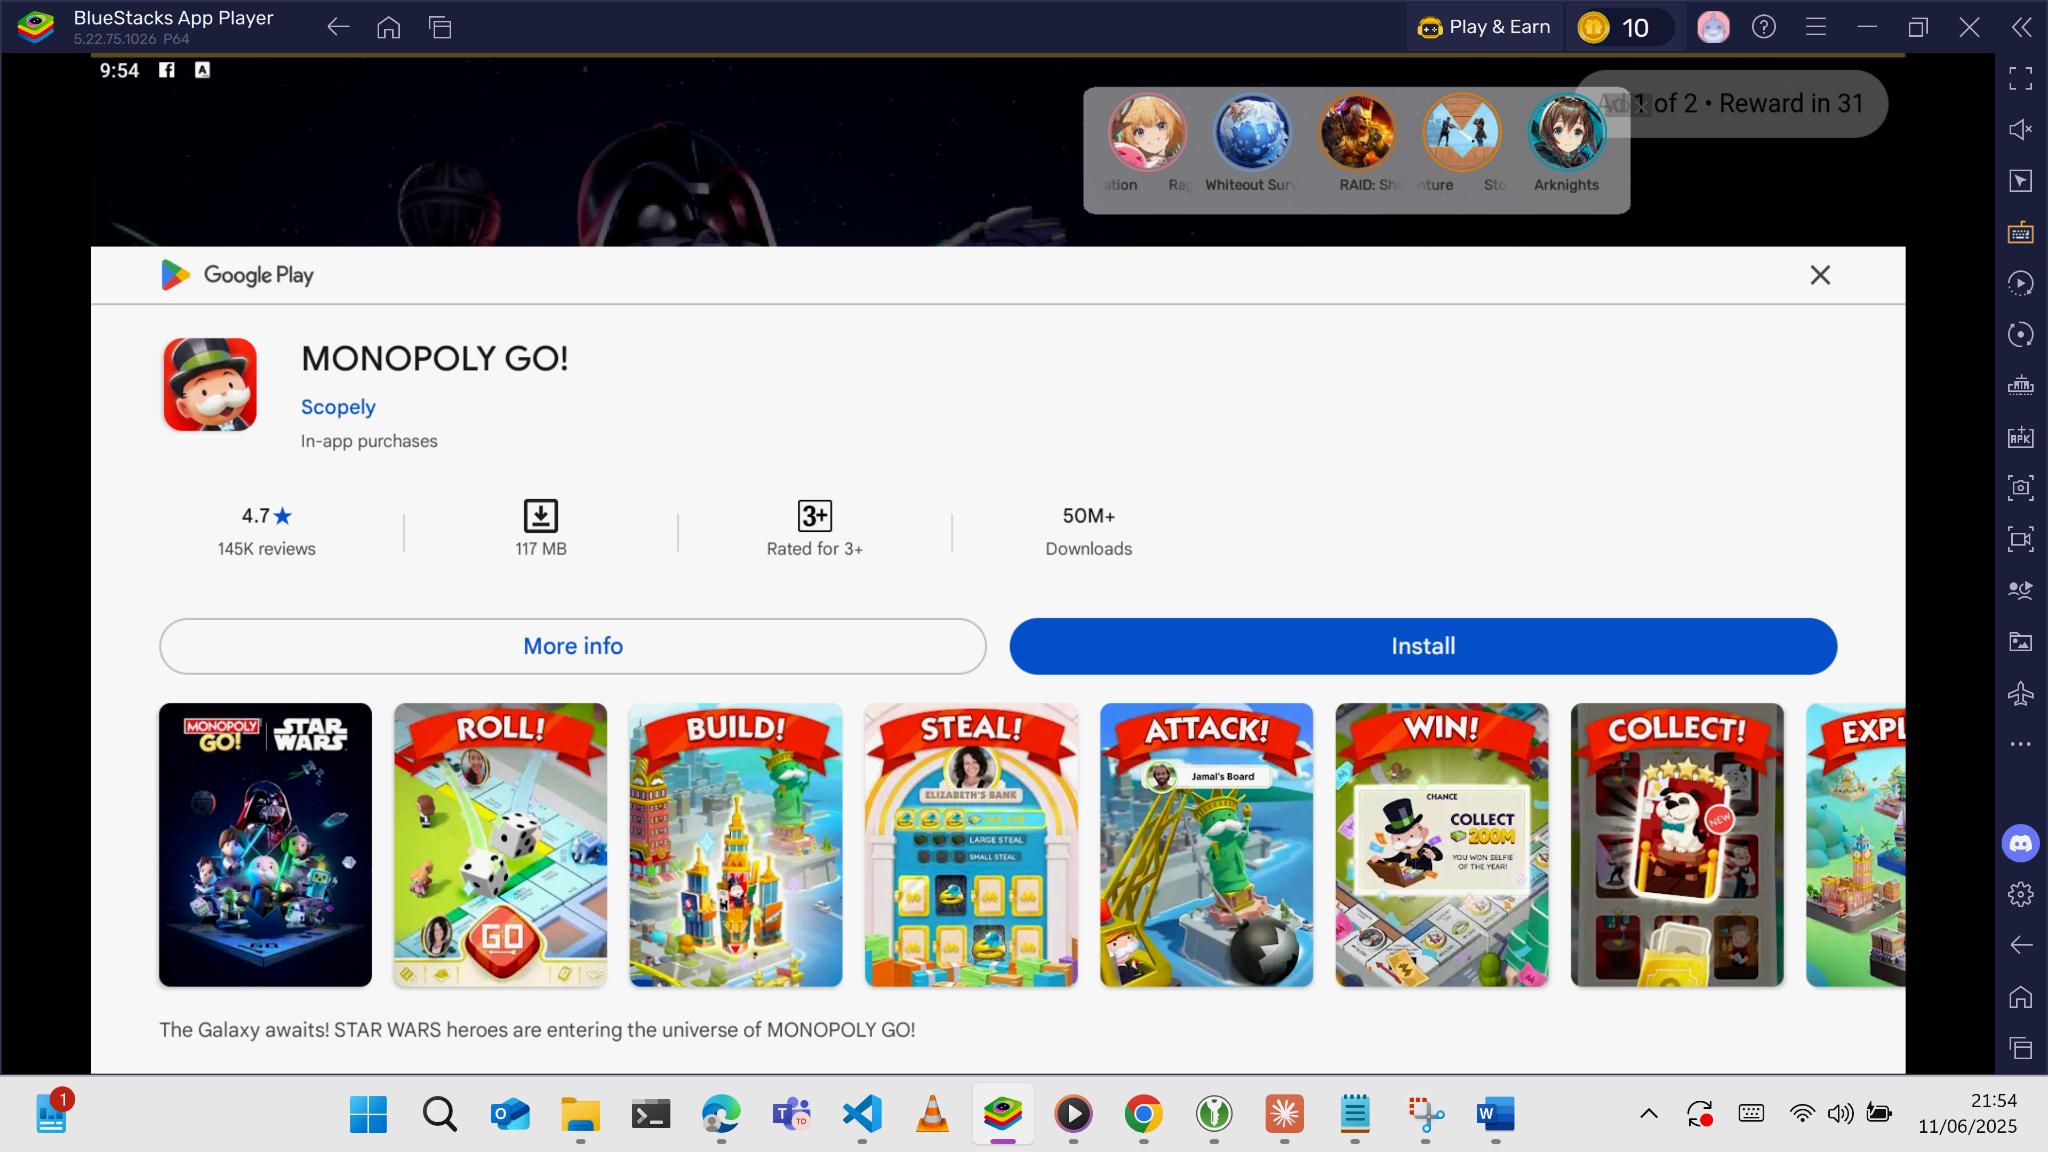 BlueStacks App Player
5.22.75.1026 P64
Play & Earn
10
9:54
Ad 1 of 2 • Reward in 31
ation
Rag
Whiteout Surv
RAID: Sha
nture
Sto
Arknights
Google Play
MONOPOLY GO!
Scopely
In-app purchases
4.7★
145K reviews
117 MB
3+
Rated for 3+
50M+
Downloads
More info
Install
MONOPOLY GO! STAR WARS
ROLL!
GO
BUILD!
STEAL!
ELIZABETH'S BANK
LARGE STEAL
SMALL STEAL
ATTACK!
Jamal's Board
WIN!
CHANCE
COLLECT
200M
YOU WON SELFIE
OF THE YEAR!
COLLECT!
NEW
EXPL
The Galaxy awaits! STAR WARS heroes are entering the universe of MONOPOLY GO!
1
21:54
11/06/2025